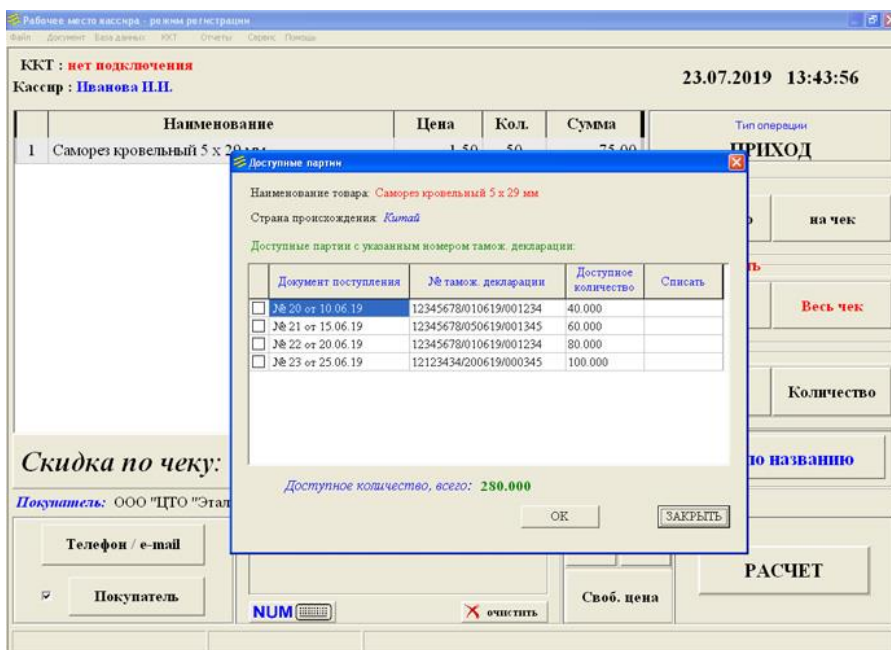 Рабочее место кассира - режим регистрации
Файл Документ База данных ККТ Отчеты Сервис Помощь
ККТ : нет подключения
Кассир : Иванова И.И.
23.07.2019 13:43:56
Наименование Цена Кол. Сумма
1 Саморез кровельный 5 x 29 мм 1.50 50 75.00
Тип операции
ПРИХОД
Доступные партии
Наименование товара: Саморез кровельный 5 x 29 мм
Страна происхождения: Китай
Доступные партии с указанным номером тамож. декларации:
Документ поступления № тамож. декларации Доступное количество Списать
№ 20 от 10.06.19 12345678/010619/001234 40.000
№ 21 от 15.06.19 12345678/050619/001345 60.000
№ 22 от 20.06.19 12345678/010619/001234 80.000
№ 23 от 25.06.19 12123434/200619/000345 100.000
Доступное количество, всего: 280.000
OK ЗАКРЫТЬ
на чек
Весь чек
Количество
по названию
Скидка по чеку:
Покупатель: ООО "ЦТО "Этал
Телефон / e-mail
Покупатель
NUM
очистить
Своб. цена
РАСЧЕТ